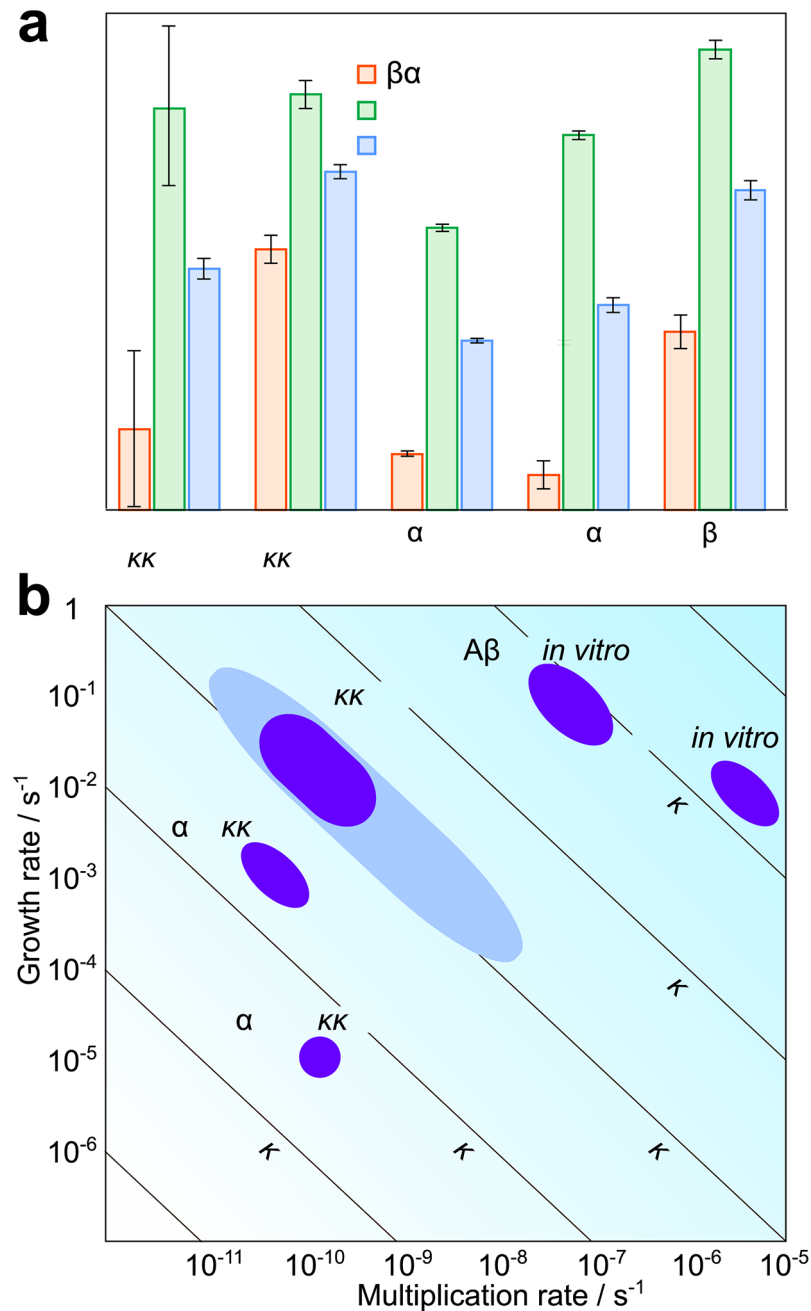 a
βα
α α β
κκ κκ
b
1
10⁻¹
10⁻²
10⁻³
10⁻⁴
10⁻⁵
10⁻⁶
Growth rate / s⁻¹
Aβ in vitro
κκ
in vitro
κ
α κκ
κ
α κκ
κ κ κ
10⁻¹¹ 10⁻¹⁰ 10⁻⁹ 10⁻⁸ 10⁻⁷ 10⁻⁶ 10⁻⁵
Multiplication rate / s⁻¹